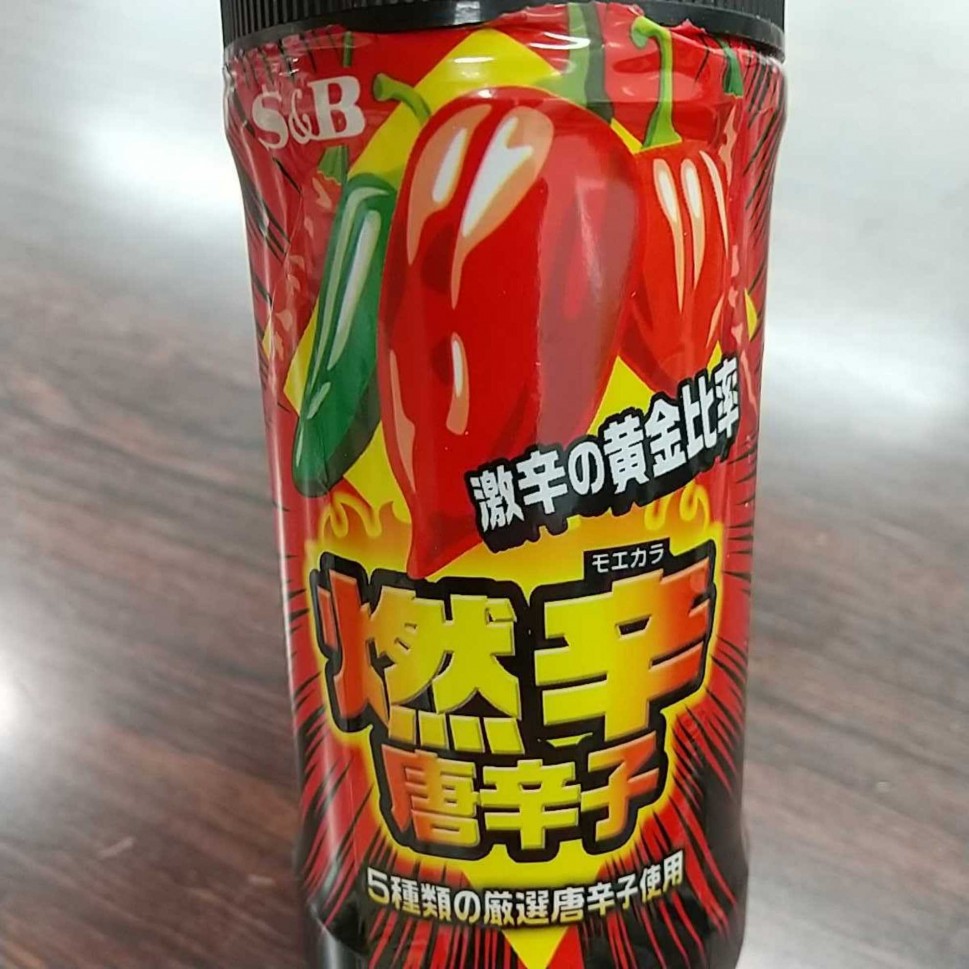 S&B
激辛の黄金比率
モエカラ
燃辛
唐辛子
5種類の厳選唐辛子使用